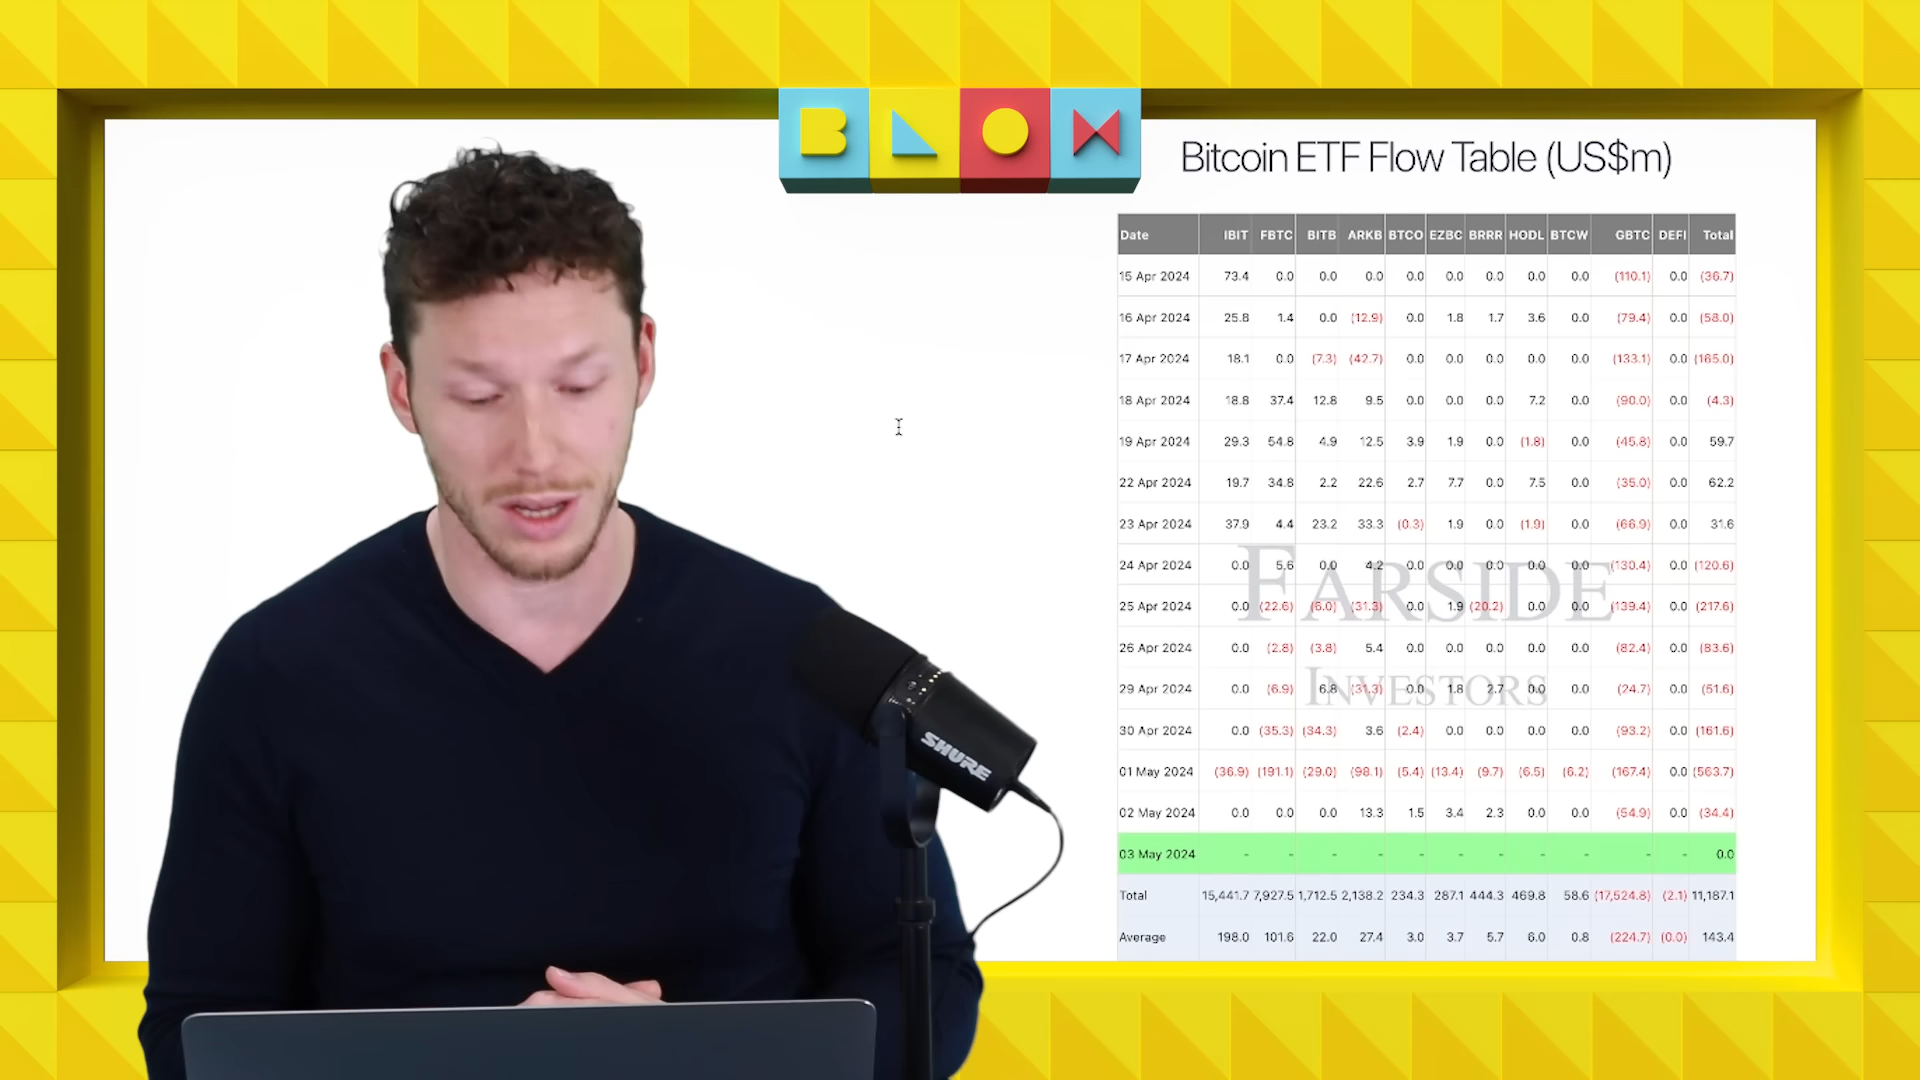 BLOX
Bitcoin ETF Flow Table (US$m)
Date IBIT FBTC BITB ARKB BTCO EZBC BRRR HODL BTCW GBTC DEFI Total
15 Apr 2024 73.4 0.0 0.0 0.0 0.0 0.0 0.0 0.0 0.0 (110.1) 0.0 (36.7)
16 Apr 2024 25.8 1.4 0.0 (12.9) 0.0 1.8 1.7 3.6 0.0 (79.4) 0.0 (58.0)
17 Apr 2024 18.1 0.0 (7.3) (42.7) 0.0 0.0 0.0 0.0 0.0 (133.1) 0.0 (165.0)
18 Apr 2024 18.8 37.4 12.8 9.5 0.0 0.0 0.0 7.2 0.0 (90.0) 0.0 (4.3)
19 Apr 2024 29.3 54.8 4.9 12.5 3.9 1.9 0.0 (1.8) 0.0 (45.8) 0.0 59.7
22 Apr 2024 19.7 34.8 2.2 22.6 2.7 7.7 0.0 7.5 0.0 (35.0) 0.0 62.2
23 Apr 2024 37.9 4.4 23.2 33.3 (0.3) 1.9 0.0 (1.9) 0.0 (66.9) 0.0 31.6
24 Apr 2024 0.0 5.6 0.0 4.2 0.0 0.0 0.0 0.0 0.0 (130.4) 0.0 (120.6)
FARSIDE
25 Apr 2024 0.0 (22.6) (6.0) (31.3) 0.0 1.9 (20.2) 0.0 0.0 (139.4) 0.0 (217.6)
26 Apr 2024 0.0 (2.8) (3.8) 5.4 0.0 0.0 0.0 0.0 0.0 (82.4) 0.0 (83.6)
29 Apr 2024 0.0 (6.9) 6.8 (31.3) 0.0 1.8 2.7 0.0 0.0 (24.7) 0.0 (51.6)
INVESTORS
30 Apr 2024 0.0 (35.3) (34.3) 3.6 (2.4) 0.0 0.0 0.0 0.0 (93.2) 0.0 (161.6)
01 May 2024 (36.9) (191.1) (29.0) (98.1) (5.4) (13.4) (9.7) (6.5) (6.2) (167.4) 0.0 (563.7)
02 May 2024 0.0 0.0 0.0 13.3 1.5 3.4 2.3 0.0 0.0 (54.9) 0.0 (34.4)
03 May 2024 - - - - - - - - - - - 0.0
Total 15,441.7 7,927.5 1,712.5 2,138.2 234.3 287.1 444.3 469.8 58.6 (17,524.8) (2.1) 11,187.1
Average 198.0 101.6 22.0 27.4 3.0 3.7 5.7 6.0 0.8 (224.7) (0.0) 143.4
SHURE